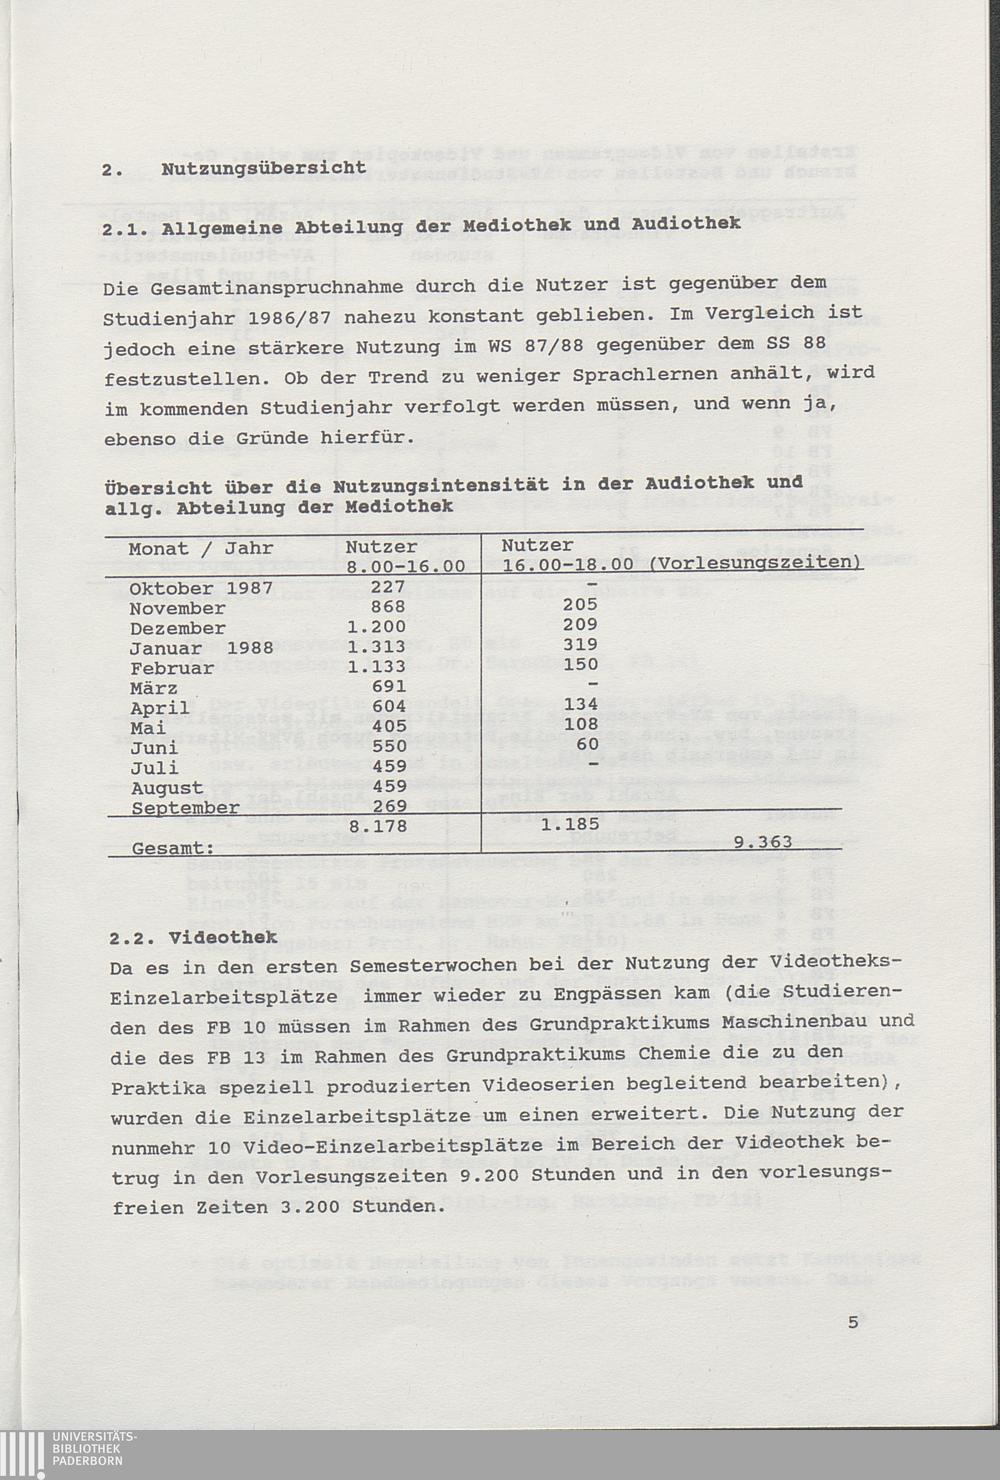 2. Nutzungsübersicht
2.1. Allgemeine Abteilung der Mediothek und Audiothek
Die Gesamtinanspruchnahme durch die Nutzer ist gegenüber dem
Studienjahr 1986/87 nahezu konstant geblieben. Im Vergleich ist
jedoch eine stärkere Nutzung im WS 87/88 gegenüber dem SS 88
festzustellen. Ob der Trend zu weniger Sprachlernen anhält, wird
im kommenden Studienjahr verfolgt werden müssen, und wenn ja,
ebenso die Gründe hierfür.
Übersicht über die Nutzungsintensität in der Audiothek und
allg. Abteilung der Mediothek
Monat / Jahr Nutzer Nutzer
8.00-16.00 16.00-18.00 (Vorlesungszeiten)
Oktober 1987 227 -
November 868 205
Dezember 1.200 209
Januar 1988 1.313 319
Februar 1.133 150
März 691 -
April 604 134
Mai 405 108
Juni 550 60
Juli 459 -
August 459
September 269
8.178 1.185
Gesamt: 9.363
2.2. Videothek
Da es in den ersten Semesterwochen bei der Nutzung der Videotheks-
Einzelarbeitsplätze immer wieder zu Engpässen kam (die Studieren-
den des FB 10 müssen im Rahmen des Grundpraktikums Maschinenbau und
die des FB 13 im Rahmen des Grundpraktikums Chemie die zu den
Praktika speziell produzierten Videoserien begleitend bearbeiten),
wurden die Einzelarbeitsplätze um einen erweitert. Die Nutzung der
nunmehr 10 Video-Einzelarbeitsplätze im Bereich der Videothek be-
trug in den Vorlesungszeiten 9.200 Stunden und in den vorlesungs-
freien Zeiten 3.200 Stunden.
5
UNIVERSITÄTS-
BIBLIOTHEK
PADERBORN